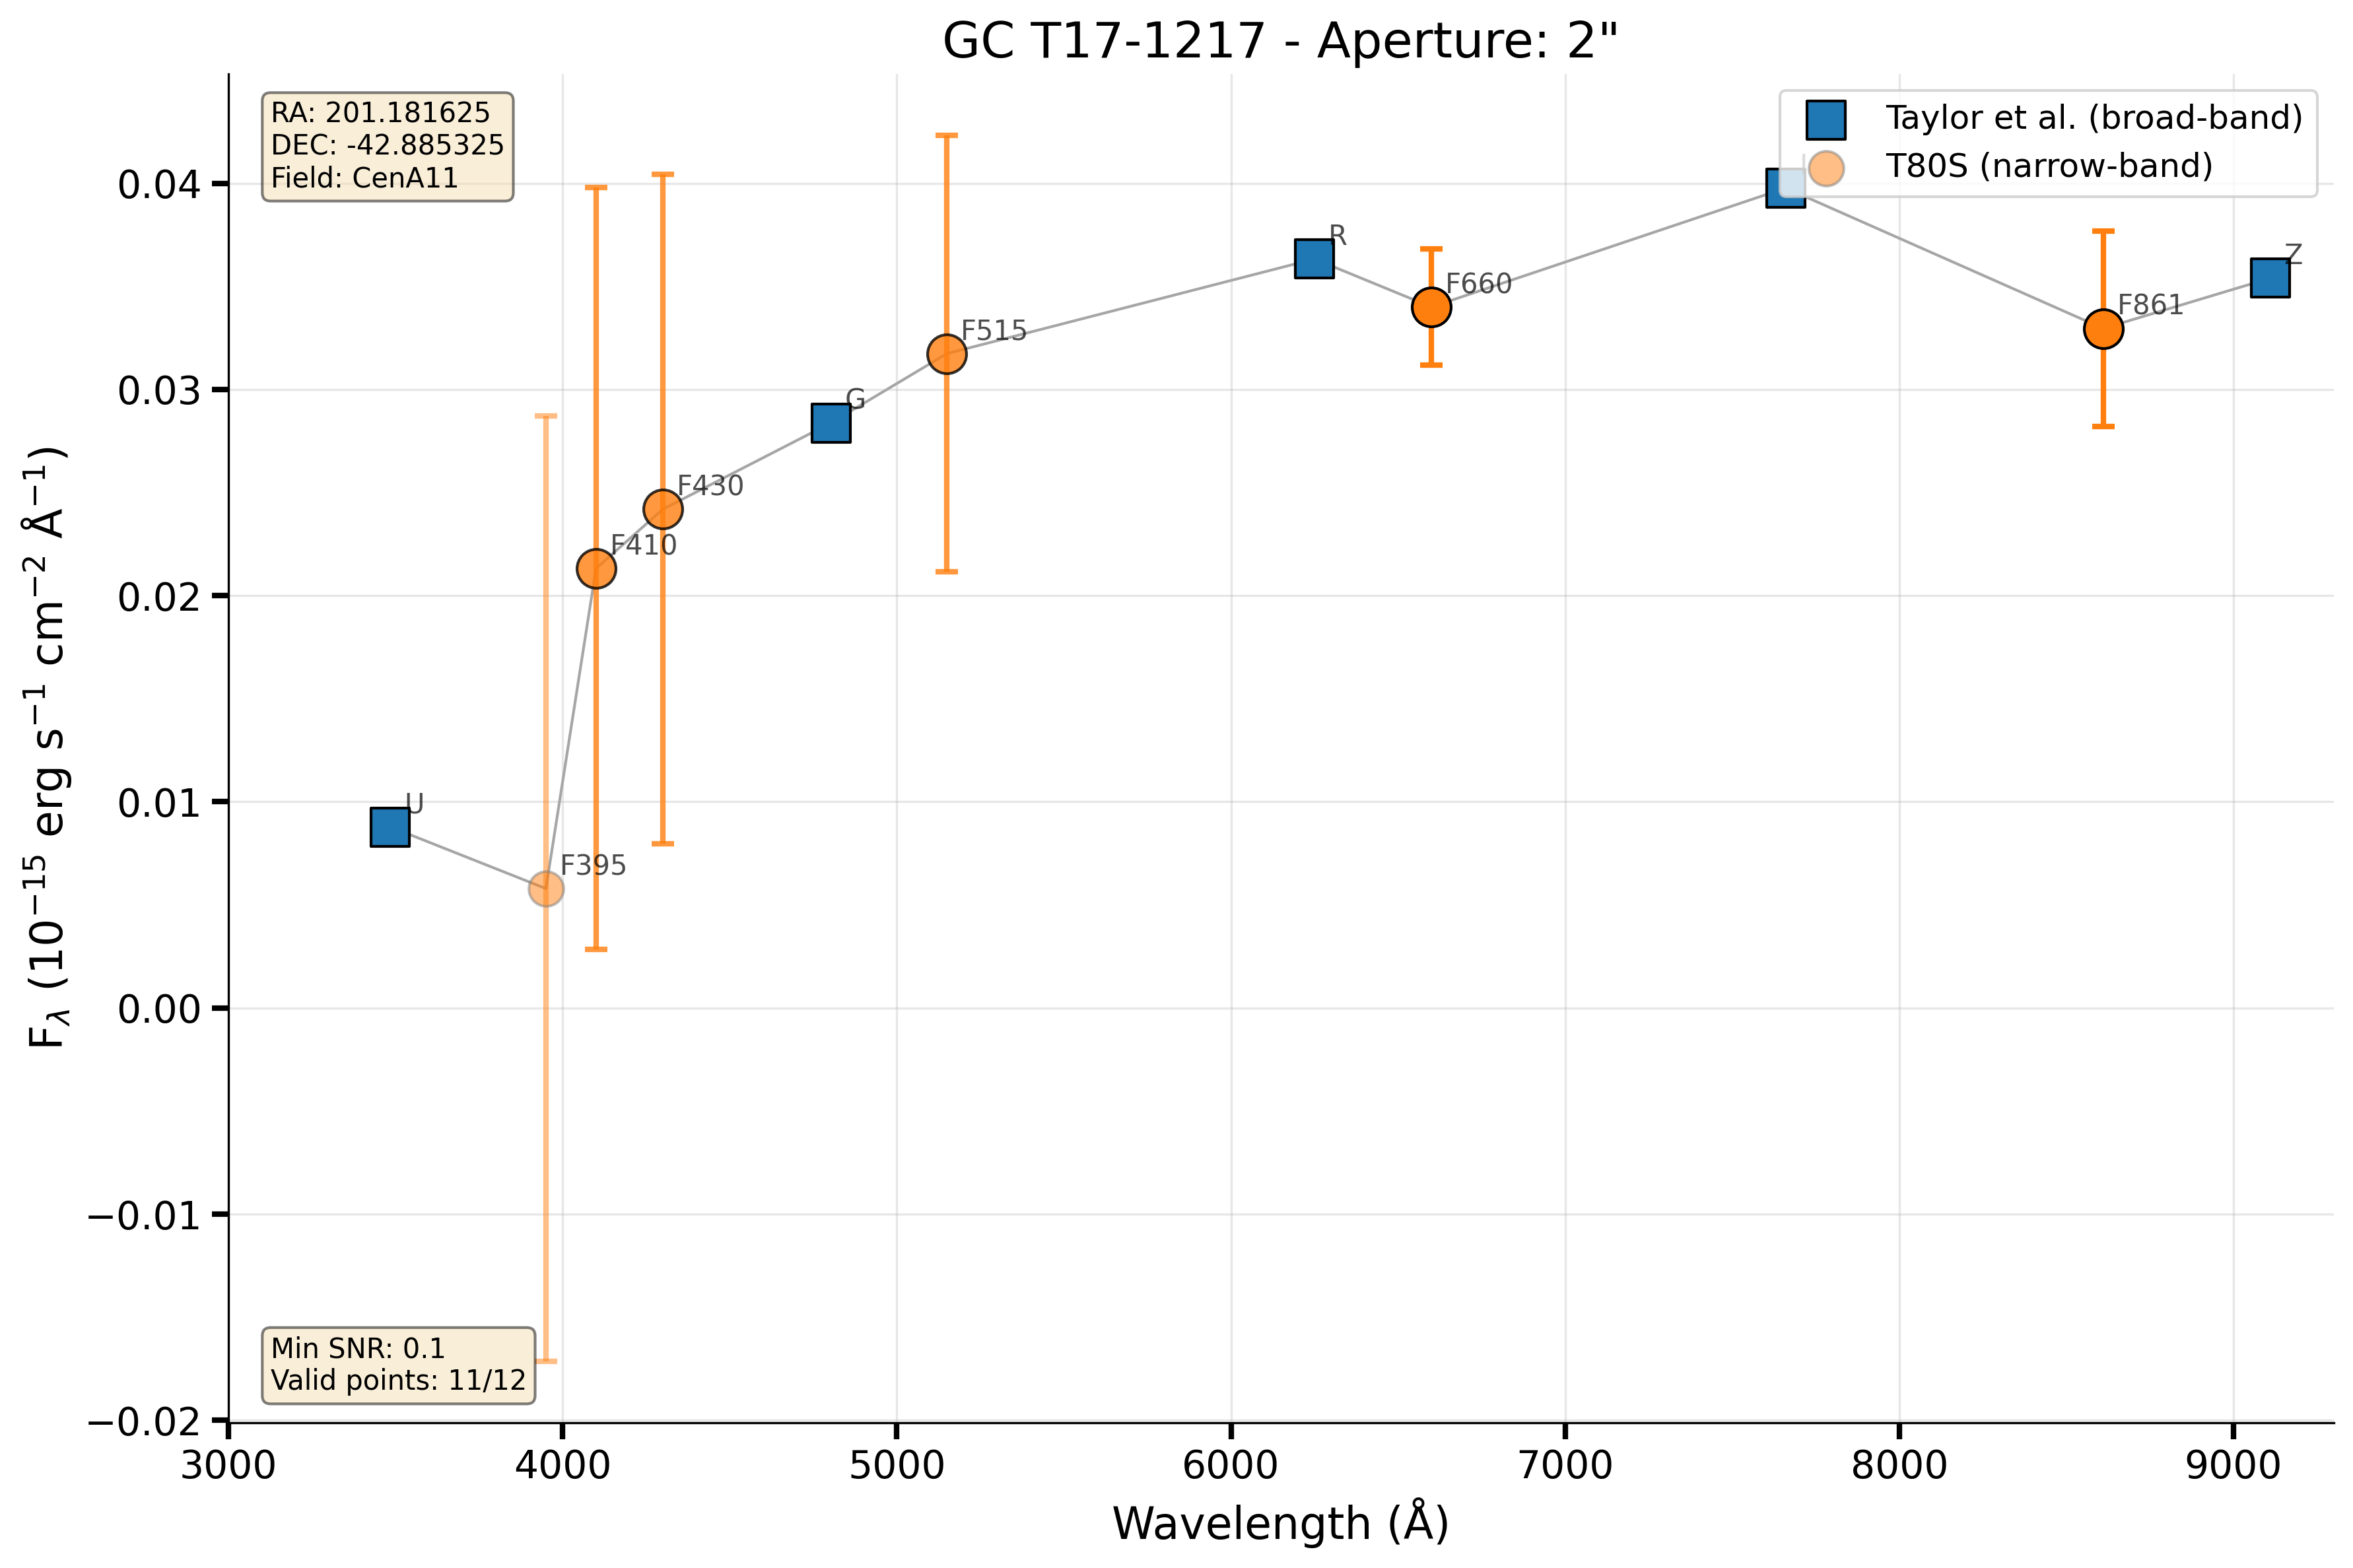 GC T17-1217 - Aperture: 2"
RA: 201.181625
DEC: -42.885325
Field: CenA11
Taylor et al. (broad-band)
T80S (narrow-band)
0.04
0.03
0.02
0.01
0.00
−0.01
−0.02
F_λ (10⁻¹⁵ erg s⁻¹ cm⁻² Å⁻¹)
U
F395
F410
F430
G
F515
R
F660
F861
Z
Min SNR: 0.1
Valid points: 11/12
3000 4000 5000 6000 7000 8000 9000
Wavelength (Å)